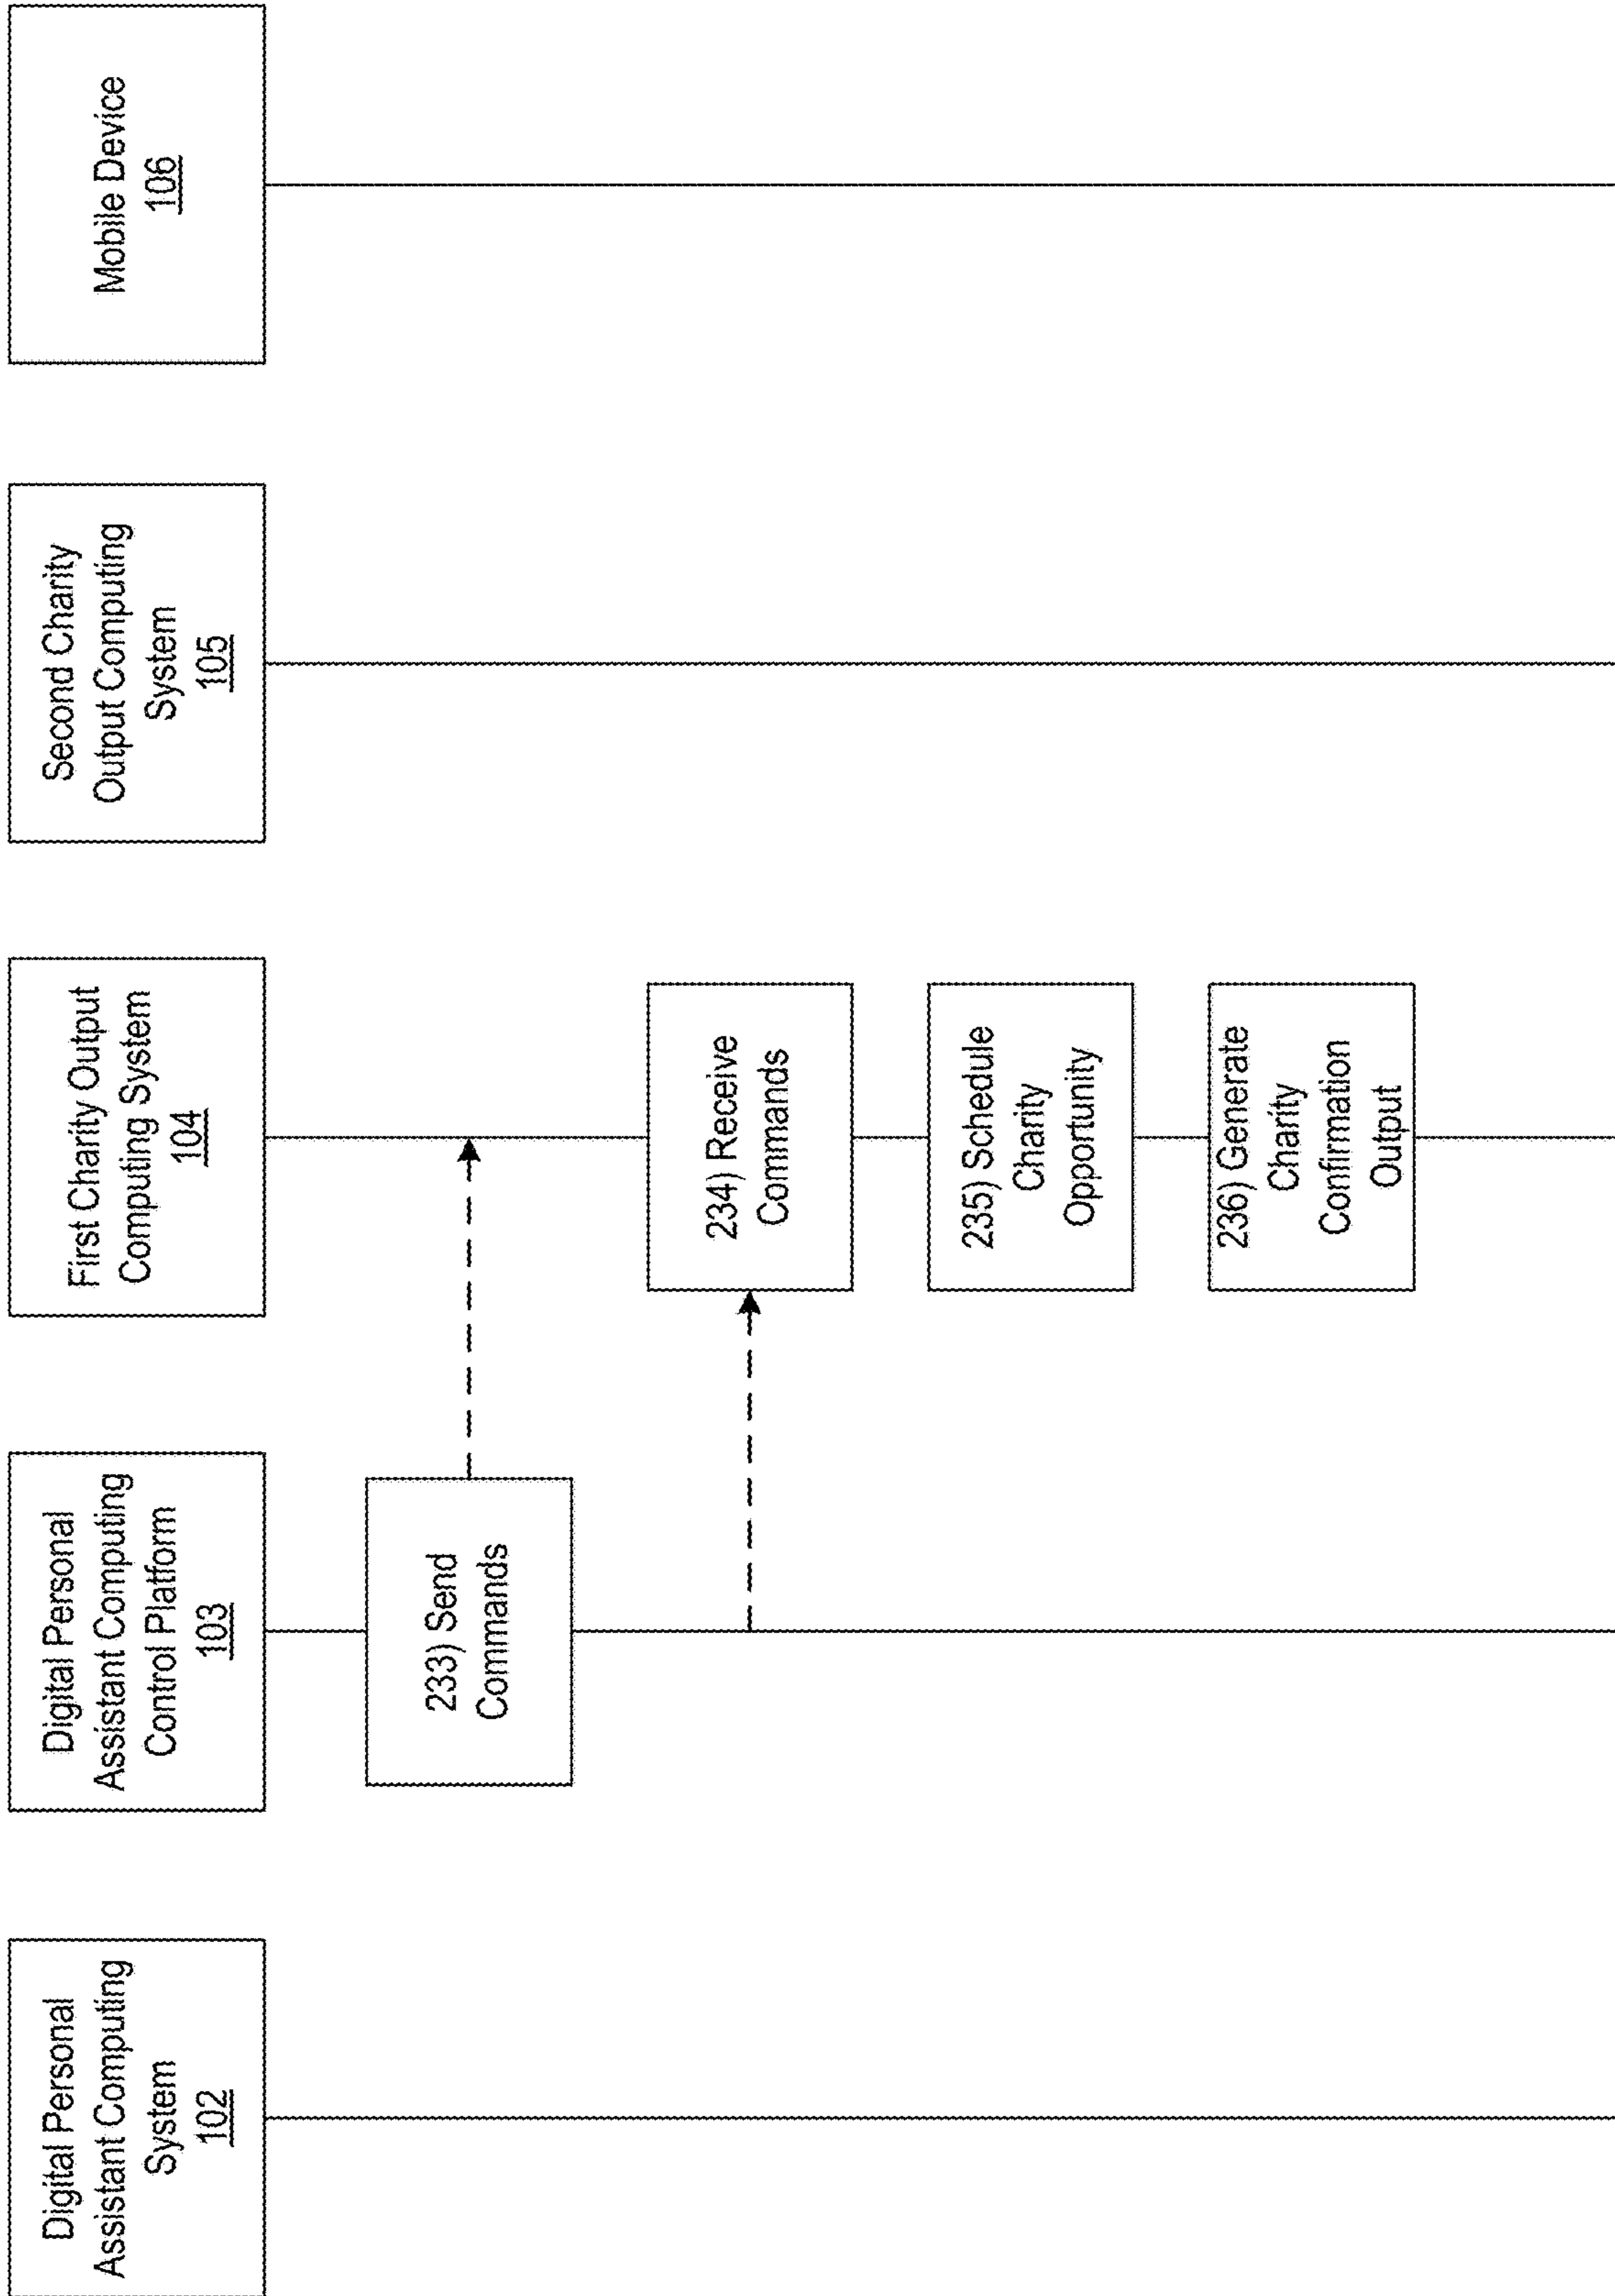 Digital Personal
Assistant Computing
System
102
Digital Personal
Assistant Computing
Control Platform
103
First Charity Output
Computing System
104
Second Charity
Output Computing
System
105
Mobile Device
106
233) Send
Commands
234) Receive
Commands
235) Schedule
Charity
Opportunity
236) Generate
Charity
Confirmation
Output